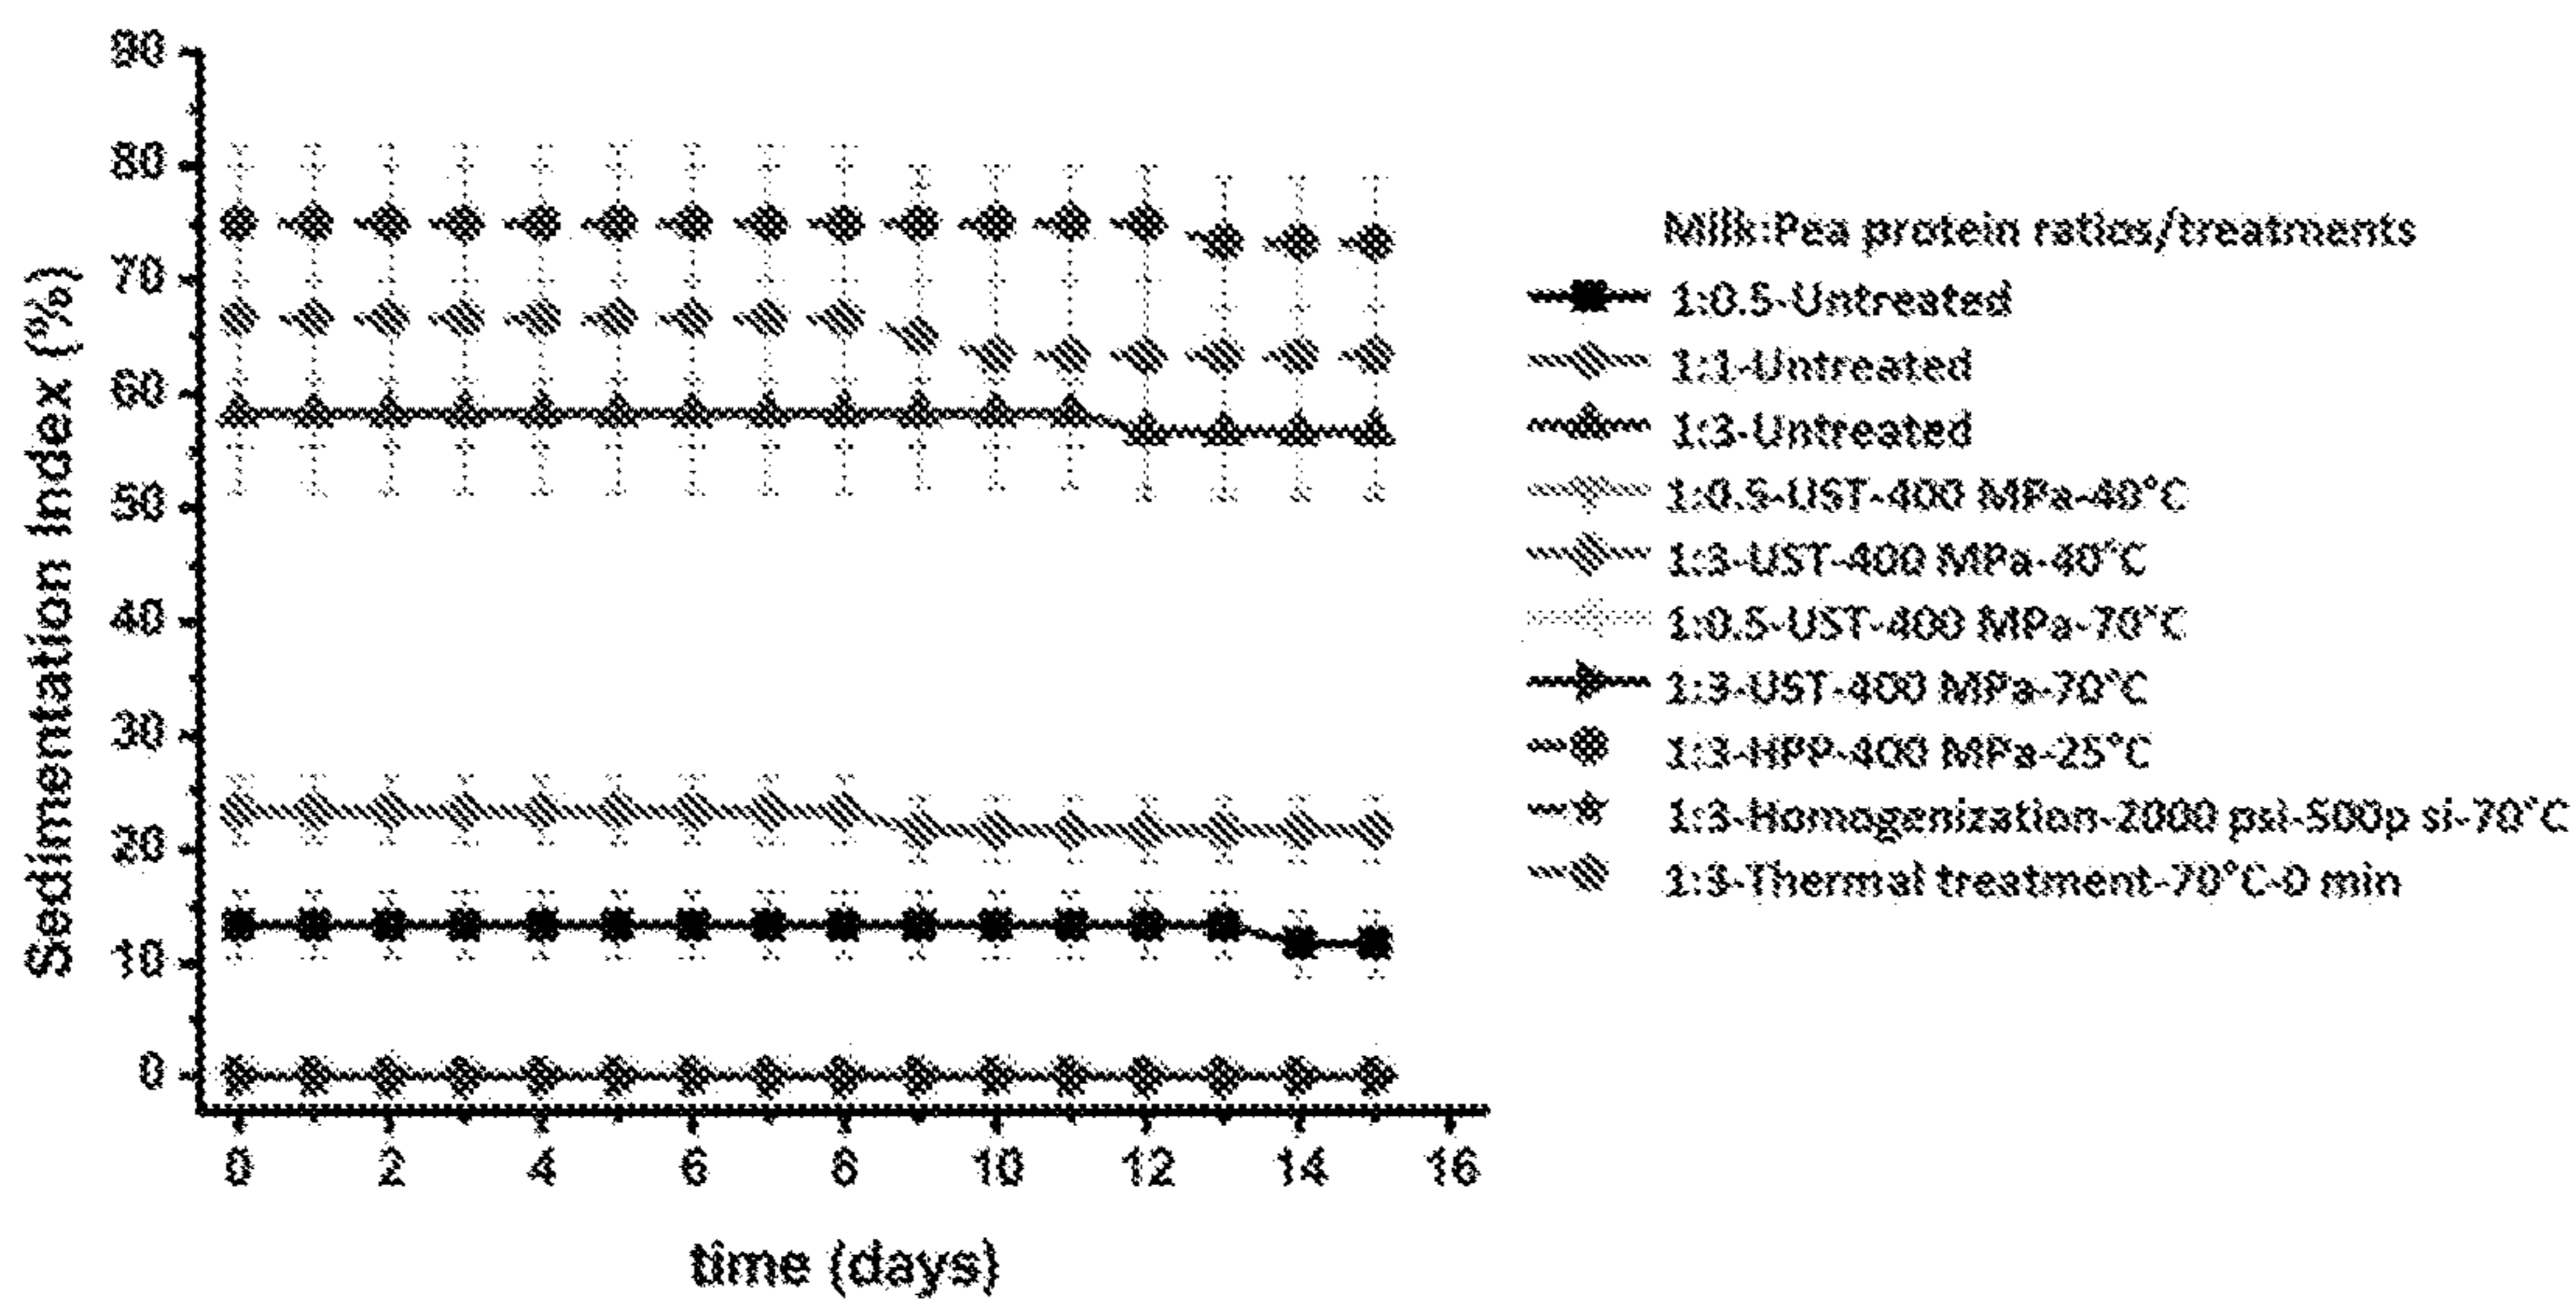 90
80
70
60
50
40
30
20
10
0
Sedimentation Index (%)
0 2 4 6 8 10 12 14 16
time (days)
Milk:Pea protein ratios/treatments
1:0.5-Untreated
1:1-Untreated
1:3-Untreated
1:0.5-UST-400 MPa-40°C
1:3-UST-400 MPa-40°C
1:0.5-UST-400 MPa-70°C
1:3-UST-400 MPa-70°C
1:3-HPP-400 MPa-25°C
1:3-Homogenization-2000 psi-500p si-70°C
1:3-Thermal treatment-70°C-0 min